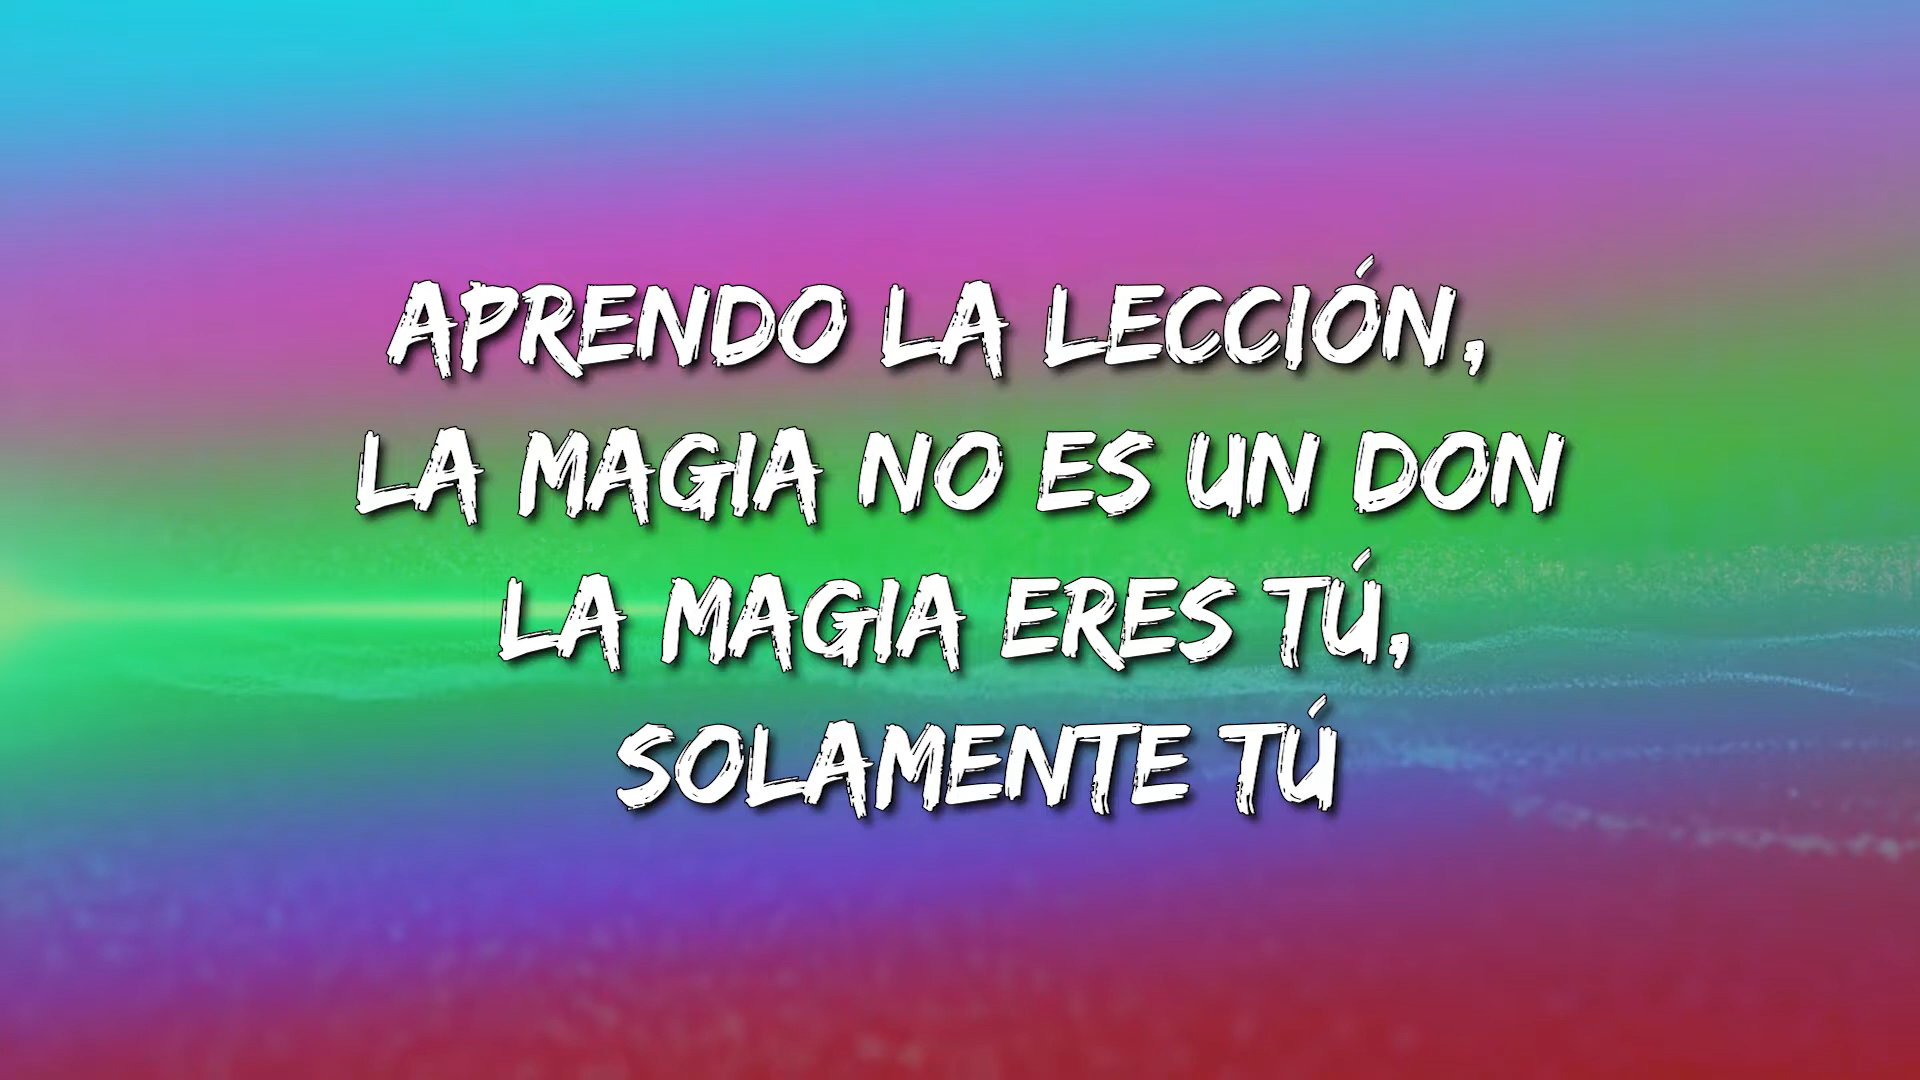 APRENDO LA LECCIÓN,
LA MAGIA NO ES UN DON
LA MAGIA ERES TÚ,
SOLAMENTE TÚ